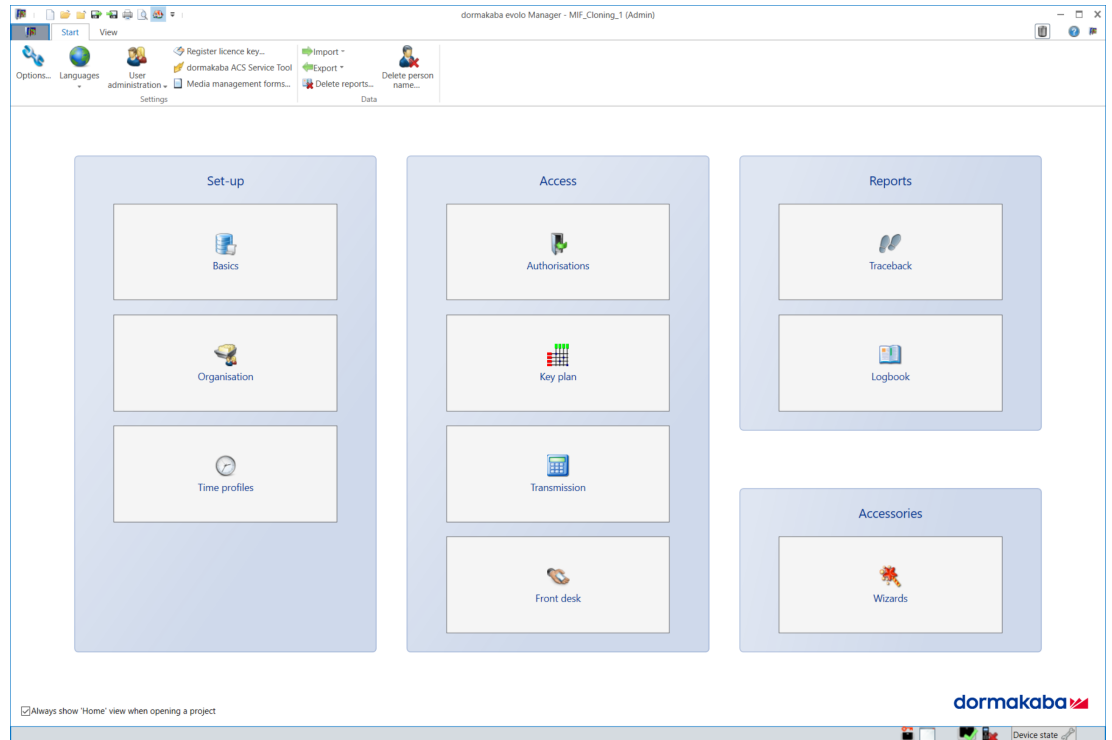 dormakaba evolo Manager - MIF_Cloning_1 (Admin)
Start View
Options...
Languages
User administration
Register licence key...
dormakaba ACS Service Tool
Media management forms...
Settings
Import
Export
Delete reports...
Delete person name...
Data
Set-up
Basics
Organisation
Time profiles
Access
Authorisations
Key plan
Transmission
Front desk
Reports
Traceback
Logbook
Accessories
Wizards
dormakaba
Always show 'Home' view when opening a project
Device state